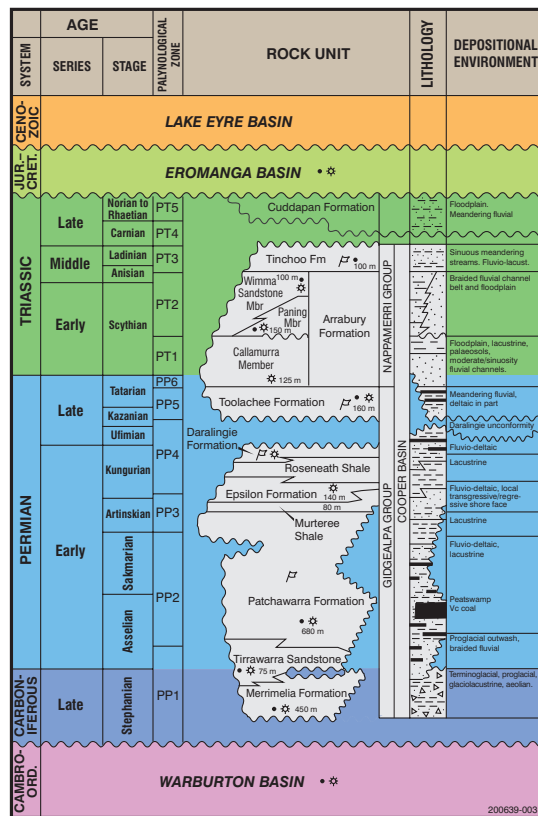 AGE
SYSTEM
SERIES
STAGE
PALYNOLOGICAL
ZONE
ROCK UNIT
LITHOLOGY
DEPOSITIONAL
ENVIRONMENT
CENO-
ZOIC
LAKE EYRE BASIN
JUR.–
CRET.
EROMANGA BASIN
TRIASSIC
Late
Norian to
Rhaetian
PT5
Cuddapan Formation
Floodplain.
Meandering fluvial
Carnian
PT4
Middle
Ladinian
PT3
Tinchoo Fm
100 m
Sinuous meandering
streams. Fluvio-lacust.
Anisian
Early
Scythian
PT2
Wimma
Sandstone
Mbr
100 m
Paning
Mbr
150 m
Arrabury
Formation
Braided fluvial channel
belt and floodplain
PT1
Callamurra
Member
125 m
Floodplain, lacustrine,
palaeosols,
moderate/sinuosity
fluvial channels.
NAPPAMERRI GROUP
COOPER BASIN
GIDGEALPA GROUP
PERMIAN
Late
Tatarian
PP6
PP5
Toolachee Formation
160 m
Meandering fluvial,
deltaic in part
Kazanian
Ufimian
Daralingie
Formation
Daralingie unconformity
Early
Kungurian
PP4
Fluvio-deltaic
Roseneath Shale
Lacustrine
Epsilon Formation
140 m
Fluvio-deltaic, local
transgressive/regre-
ssive shore face
Artinskian
PP3
80 m
Murteree
Shale
Lacustrine
Sakmarian
PP2
Fluvio-deltaic,
lacustrine
Asselian
Patchawarra Formation
680 m
Peatswamp
Vc coal
Tirrawarra Sandstone
75 m
Proglacial outwash,
braided fluvial
CARBON-
IFEROUS
Late
Stephanian
PP1
Merrimelia Formation
450 m
Terminoglacial, proglacial,
glaciolacustrine, aeolian.
CAMBRO-
ORD.
WARBURTON BASIN
200639-003